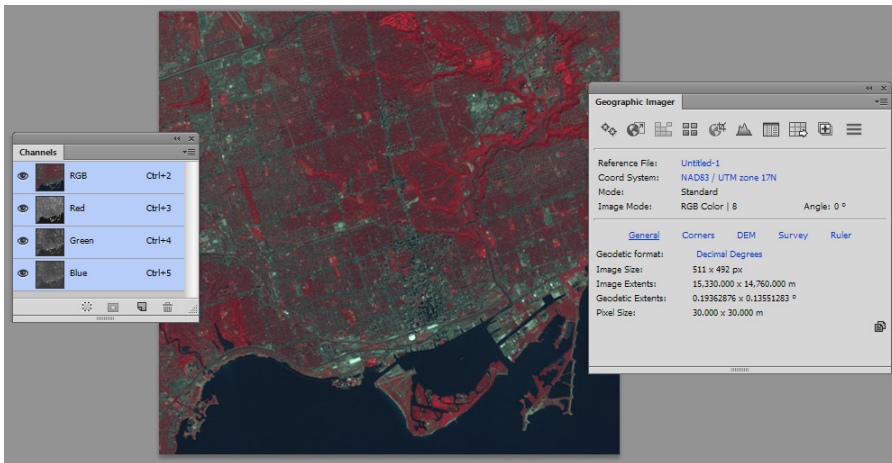 Channels
RGB Ctrl+2
Red Ctrl+3
Green Ctrl+4
Blue Ctrl+5
Geographic Imager
Reference File: Untitled-1
Coord System: NAD83 / UTM zone 17N
Mode: Standard
Image Mode: RGB Color | 8 Angle: 0 º
General Corners DEM Survey Ruler
Geodetic format: Decimal Degrees
Image Size: 511 x 492 px
Image Extents: 15,330.000 x 14,760.000 m
Geodetic Extents: 0.19362876 x 0.13551283 º
Pixel Size: 30.000 x 30.000 m